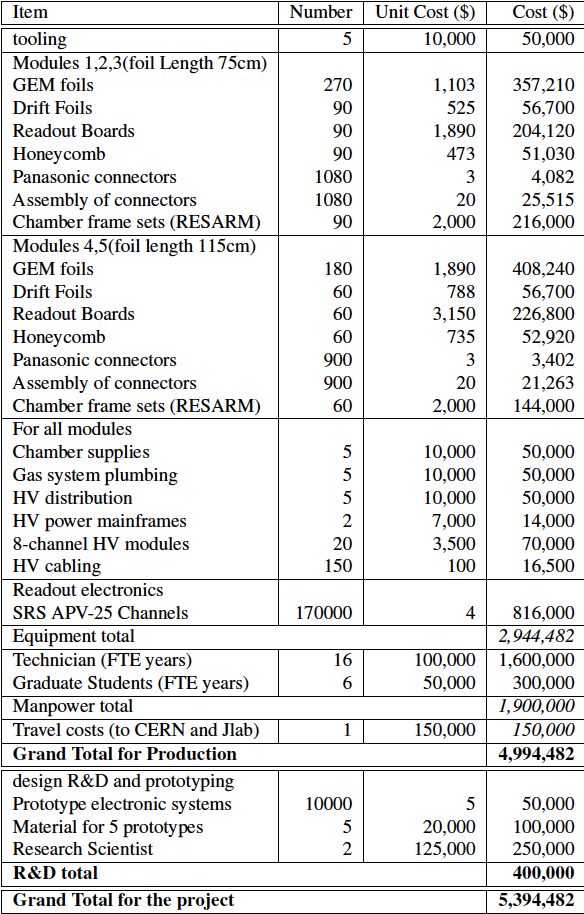 Item Number Unit Cost ($) Cost ($)
tooling 5 10,000 50,000
Modules 1,2,3(foil Length 75cm)
GEM foils 270 1,103 357,210
Drift Foils 90 525 56,700
Readout Boards 90 1,890 204,120
Honeycomb 90 473 51,030
Panasonic connectors 1080 3 4,082
Assembly of connectors 1080 20 25,515
Chamber frame sets (RESARM) 90 2,000 216,000
Modules 4,5(foil length 115cm)
GEM foils 180 1,890 408,240
Drift Foils 60 788 56,700
Readout Boards 60 3,150 226,800
Honeycomb 60 735 52,920
Panasonic connectors 900 3 3,402
Assembly of connectors 900 20 21,263
Chamber frame sets (RESARM) 60 2,000 144,000
For all modules
Chamber supplies 5 10,000 50,000
Gas system plumbing 5 10,000 50,000
HV distribution 5 10,000 50,000
HV power mainframes 2 7,000 14,000
8-channel HV modules 20 3,500 70,000
HV cabling 150 100 16,500
Readout electronics
SRS APV-25 Channels 170000 4 816,000
Equipment total 2,944,482
Technician (FTE years) 16 100,000 1,600,000
Graduate Students (FTE years) 6 50,000 300,000
Manpower total 1,900,000
Travel costs (to CERN and Jlab) 1 150,000 150,000
Grand Total for Production 4,994,482
design R&D and prototyping
Prototype electronic systems 10000 5 50,000
Material for 5 prototypes 5 20,000 100,000
Research Scientist 2 125,000 250,000
R&D total 400,000
Grand Total for the project 5,394,482